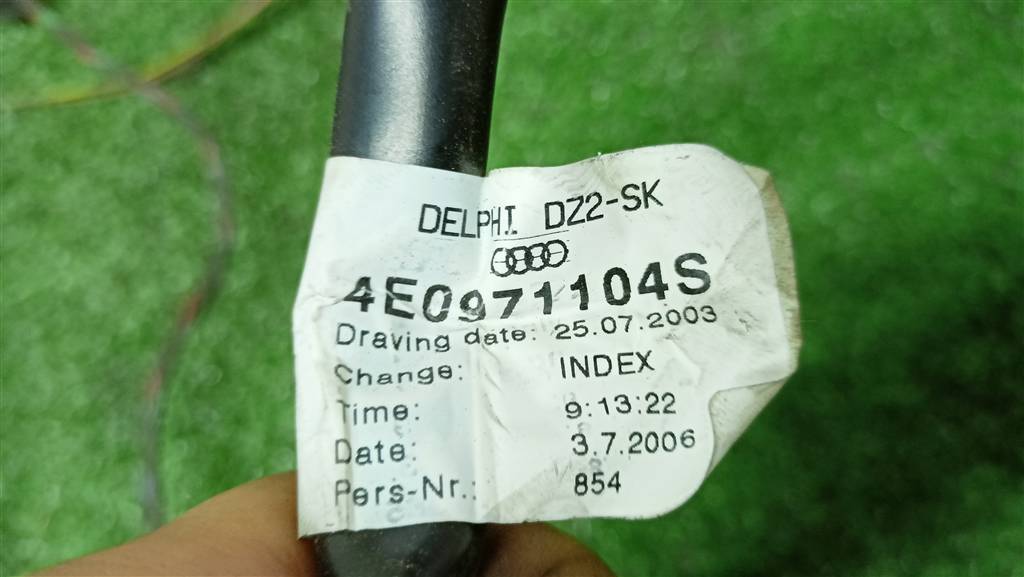 DELPHI DZ2-SK
4E0971104S
Draving date: 25.07.2003
Change: INDEX
Time: 9:13:22
Date: 3.7.2006
Pers-Nr.: 854